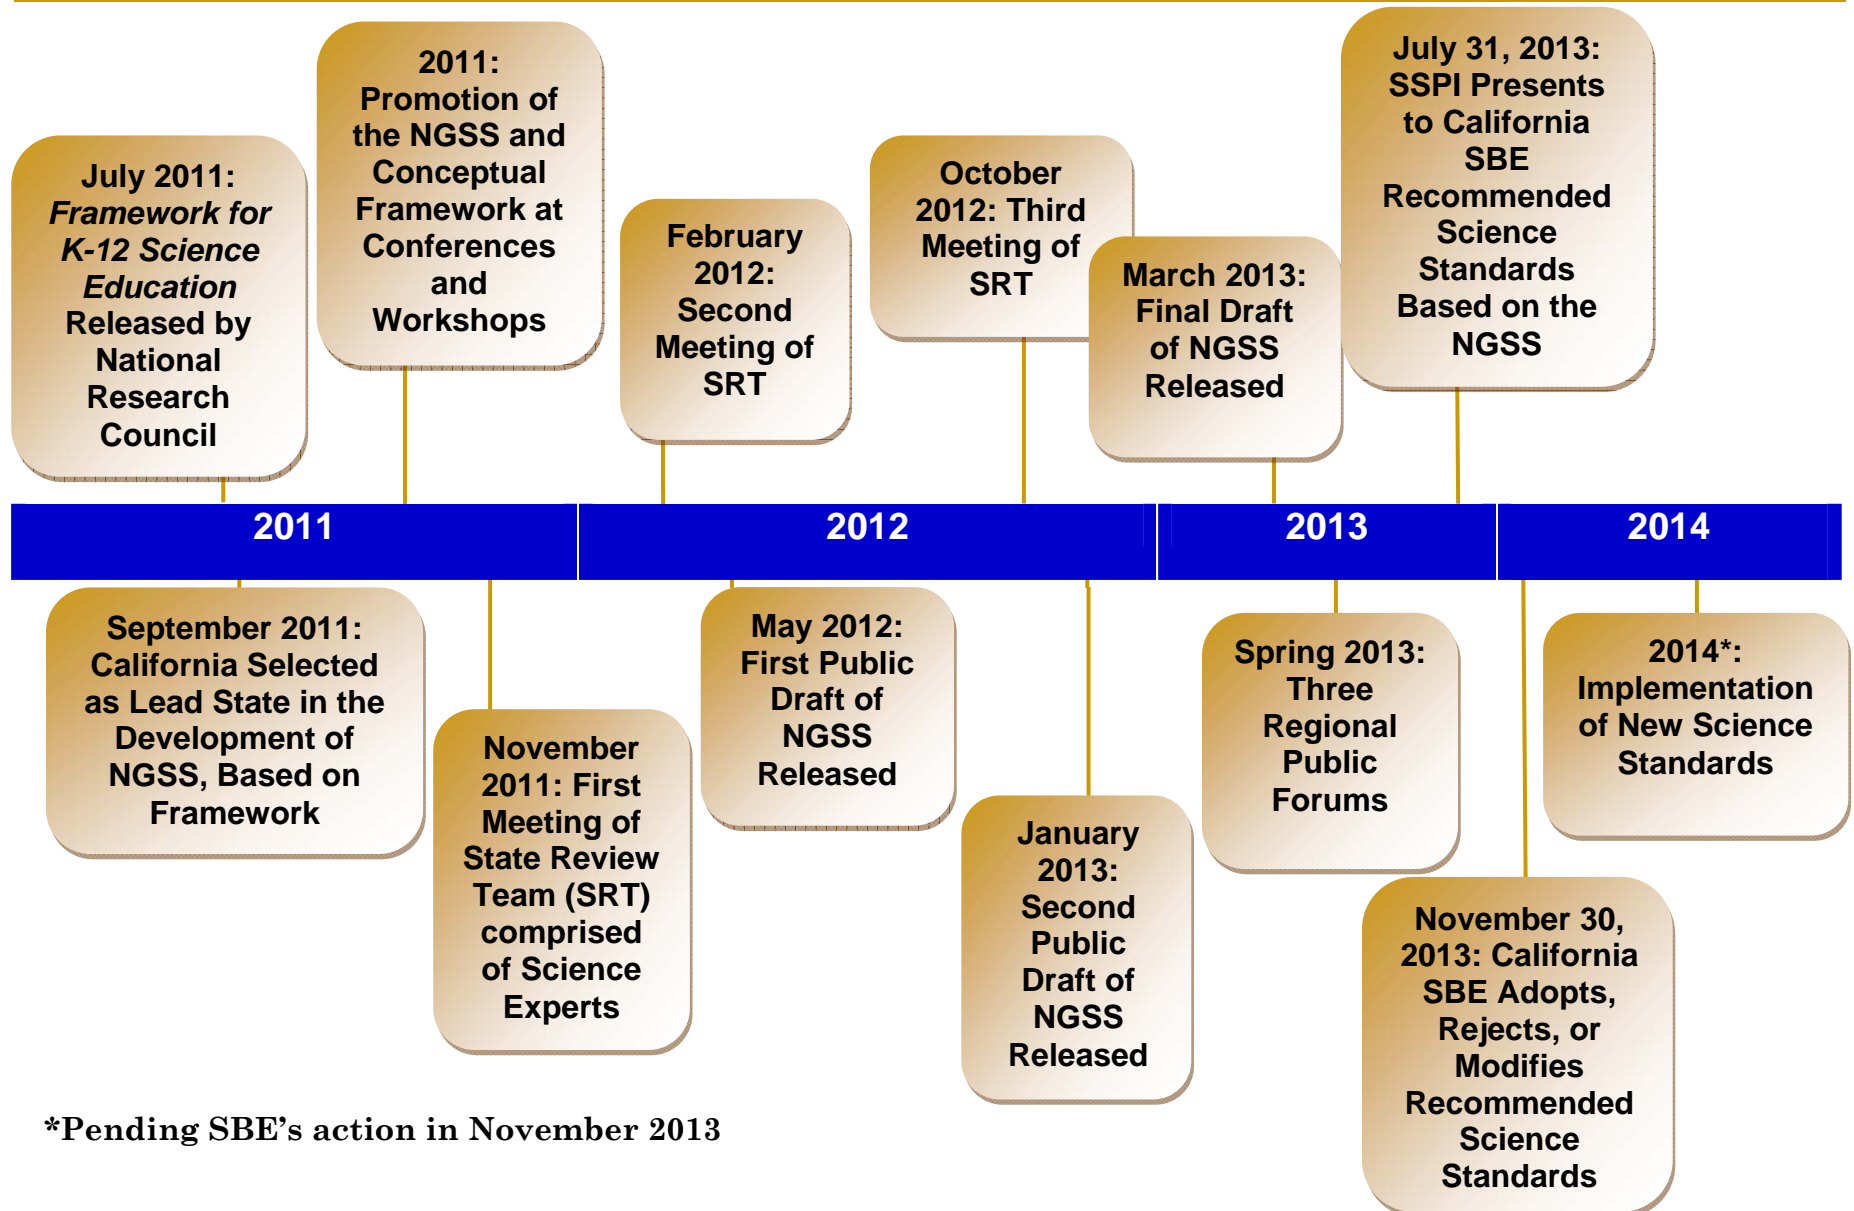 July 2011:
Framework for
K-12 Science
Education
Released by
National
Research
Council
2011:
Promotion of
the NGSS and
Conceptual
Framework at
Conferences
and
Workshops
February
2012:
Second
Meeting of
SRT
October
2012: Third
Meeting of
SRT
March 2013:
Final Draft
of NGSS
Released
July 31, 2013:
SSPI Presents
to California
SBE
Recommended
Science
Standards
Based on the
NGSS
2011
2012
2013
2014
September 2011:
California Selected
as Lead State in the
Development of
NGSS, Based on
Framework
November
2011: First
Meeting of
State Review
Team (SRT)
comprised
of Science
Experts
May 2012:
First Public
Draft of
NGSS
Released
January
2013:
Second
Public
Draft of
NGSS
Released
Spring 2013:
Three
Regional
Public
Forums
November 30,
2013: California
SBE Adopts,
Rejects, or
Modifies
Recommended
Science
Standards
2014*:
Implementation
of New Science
Standards
*Pending SBE’s action in November 2013